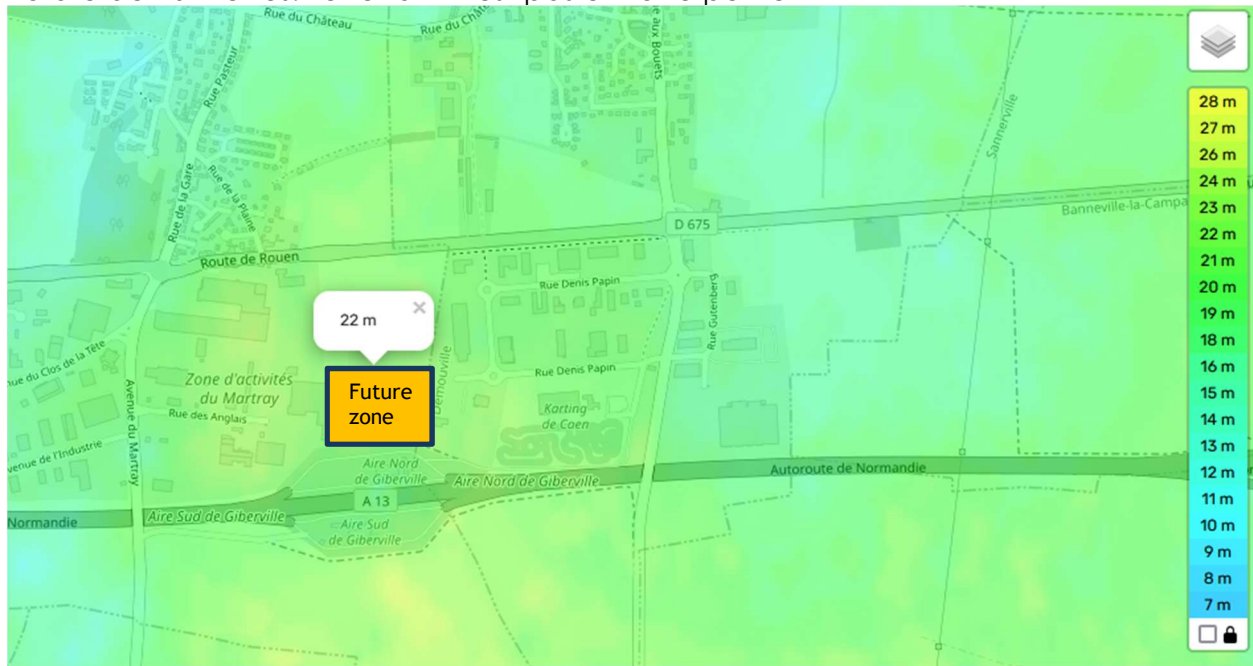 Rue du Château
Rue du Chât
aux Bouets
Rue Pasteur
Sannerville
Rue de la Gare
Rue de la Plaine
D 675
Banneville-la-Campa
Route de Rouen
Rue Denis Papin
Rue Gutenberg
22 m ×
ue du Clos de la Tête
Zone d'activités
du Martray
Rue des Anglais
Future
zone
Démouville
Rue Denis Papin
Karting
de Caen
Avenue du Martray
venue de l'Industrie
Aire Nord
de Giberville
Aire Nord de Giberville
Autoroute de Normandie
A 13
Normandie
Aire Sud de Giberville
Aire Sud
de Giberville
28 m
27 m
26 m
24 m
23 m
22 m
21 m
20 m
19 m
18 m
16 m
15 m
14 m
13 m
12 m
11 m
10 m
9 m
8 m
7 m